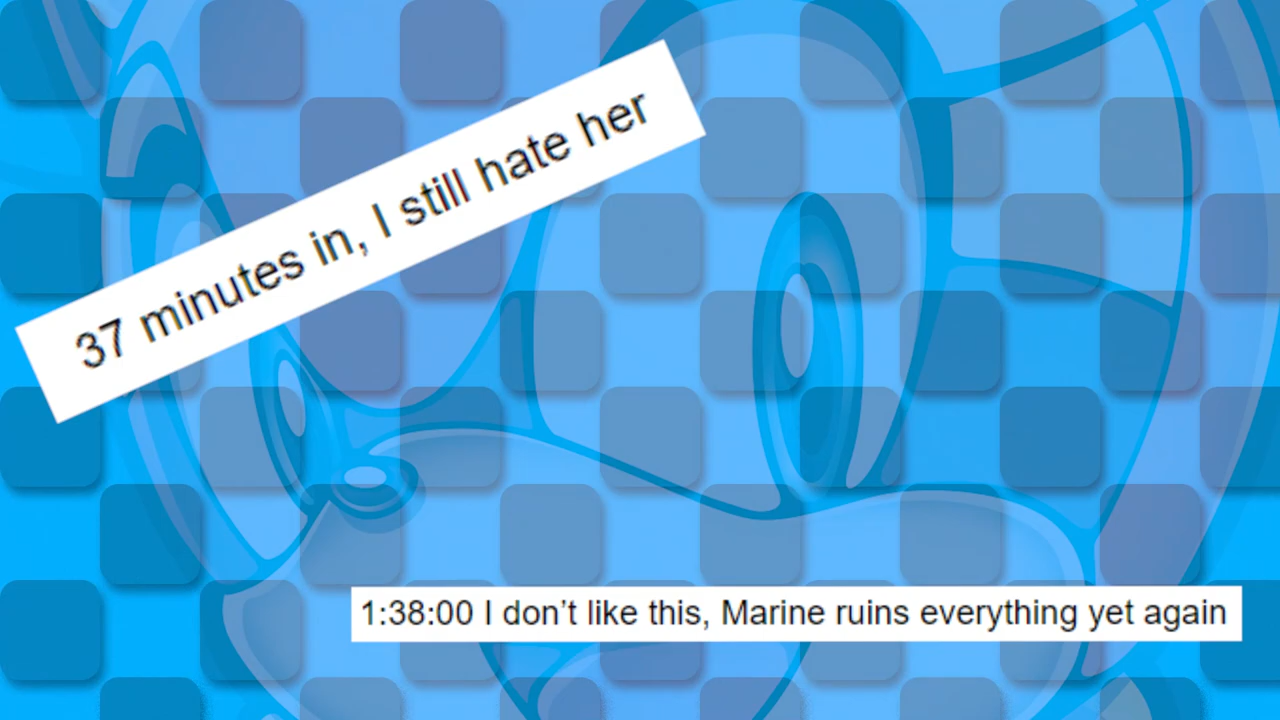 37 minutes in, I still hate her
1:38:00 I don’t like this, Marine ruins everything yet again